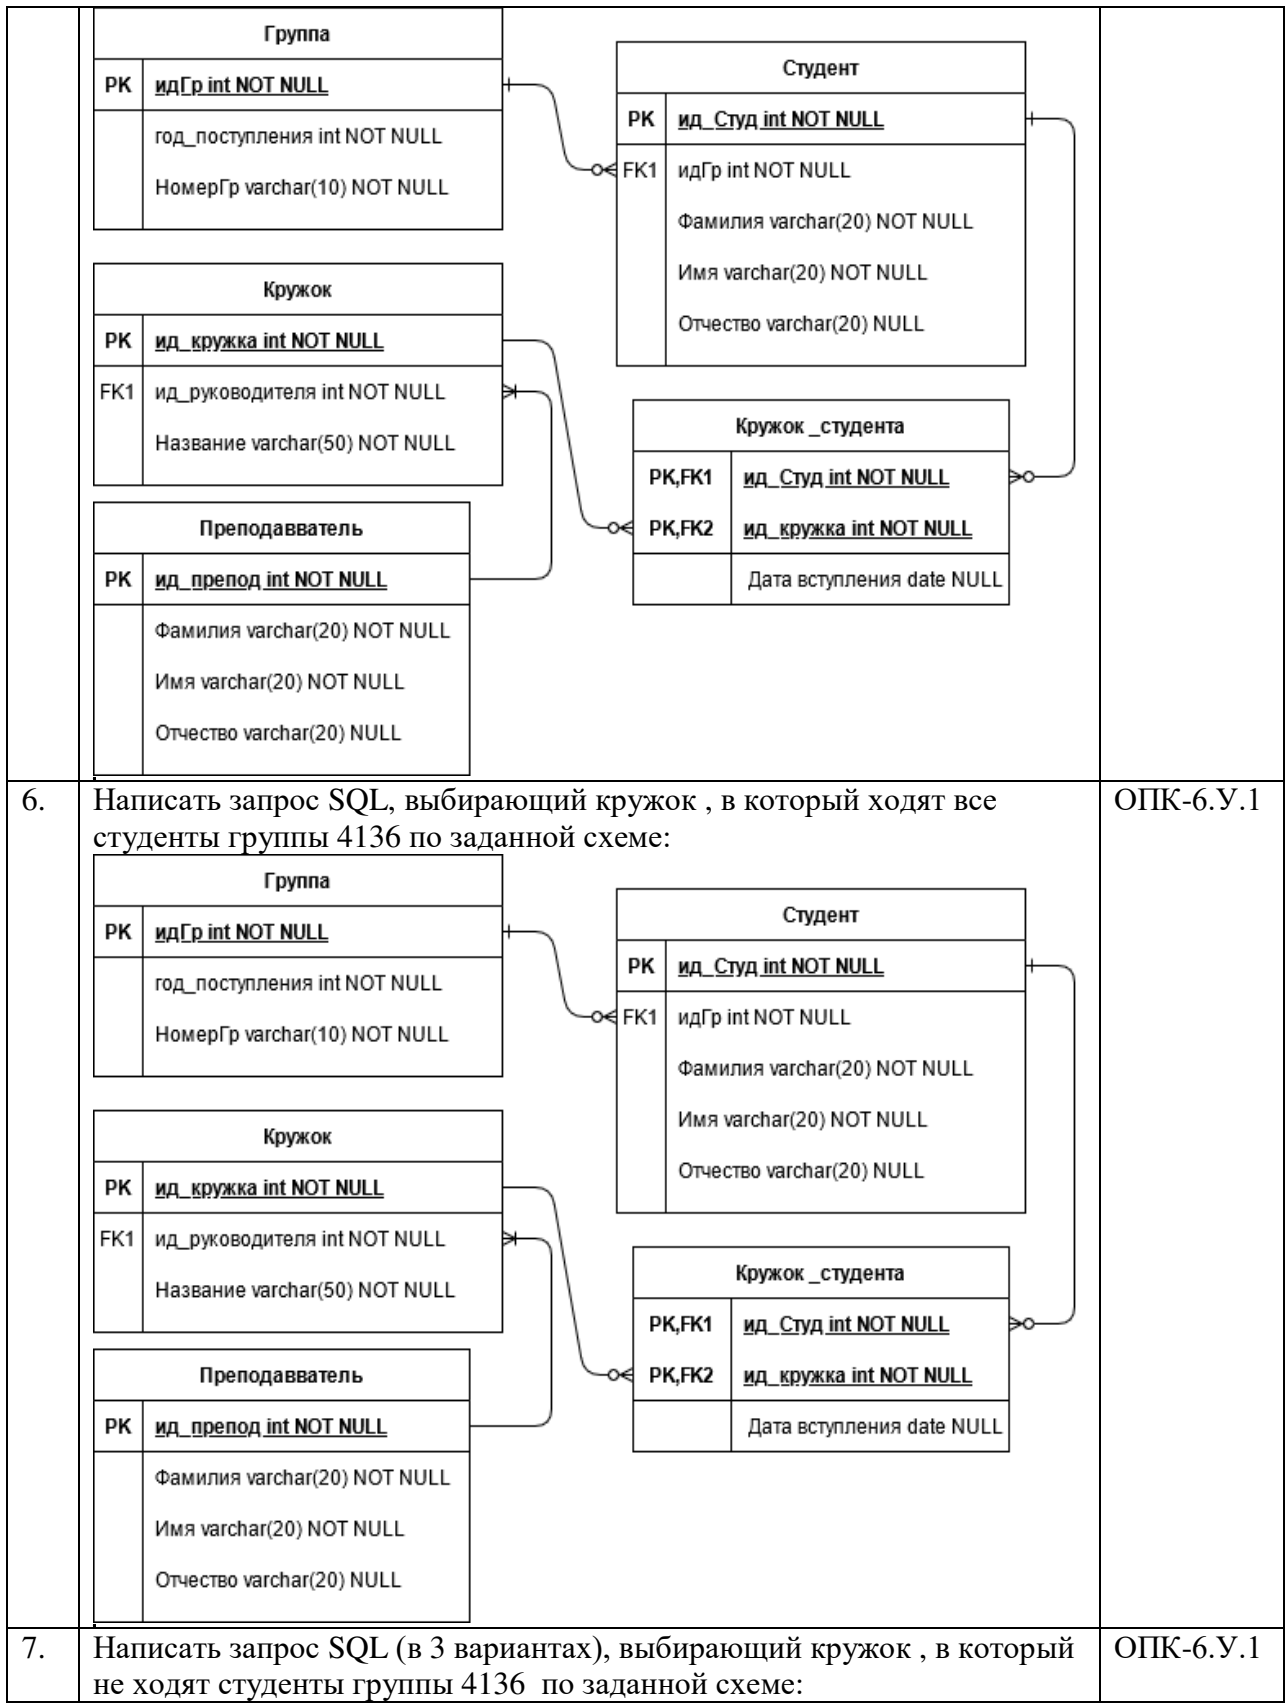 Группа
PK идГр int NOT NULL
год_поступления int NOT NULL
НомерГр varchar(10) NOT NULL
Студент
PK ид_Студ int NOT NULL
FK1 идГр int NOT NULL
Фамилия varchar(20) NOT NULL
Имя varchar(20) NOT NULL
Отчество varchar(20) NULL
Кружок
PK ид_кружка int NOT NULL
FK1 ид_руководителя int NOT NULL
Название varchar(50) NOT NULL
Кружок _студента
PK,FK1 ид_Студ int NOT NULL
PK,FK2 ид_кружка int NOT NULL
Дата вступления date NULL
Преподавватель
PK ид_препод int NOT NULL
Фамилия varchar(20) NOT NULL
Имя varchar(20) NOT NULL
Отчество varchar(20) NULL
6. Написать запрос SQL, выбирающий кружок , в который ходят все ОПК-6.У.1
студенты группы 4136 по заданной схеме:
Группа
PK идГр int NOT NULL
год_поступления int NOT NULL
НомерГр varchar(10) NOT NULL
Студент
PK ид_Студ int NOT NULL
FK1 идГр int NOT NULL
Фамилия varchar(20) NOT NULL
Имя varchar(20) NOT NULL
Отчество varchar(20) NULL
Кружок
PK ид_кружка int NOT NULL
FK1 ид_руководителя int NOT NULL
Название varchar(50) NOT NULL
Кружок _студента
PK,FK1 ид_Студ int NOT NULL
PK,FK2 ид_кружка int NOT NULL
Дата вступления date NULL
Преподавватель
PK ид_препод int NOT NULL
Фамилия varchar(20) NOT NULL
Имя varchar(20) NOT NULL
Отчество varchar(20) NULL
7. Написать запрос SQL (в 3 вариантах), выбирающий кружок , в который ОПК-6.У.1
не ходят студенты группы 4136 по заданной схеме: